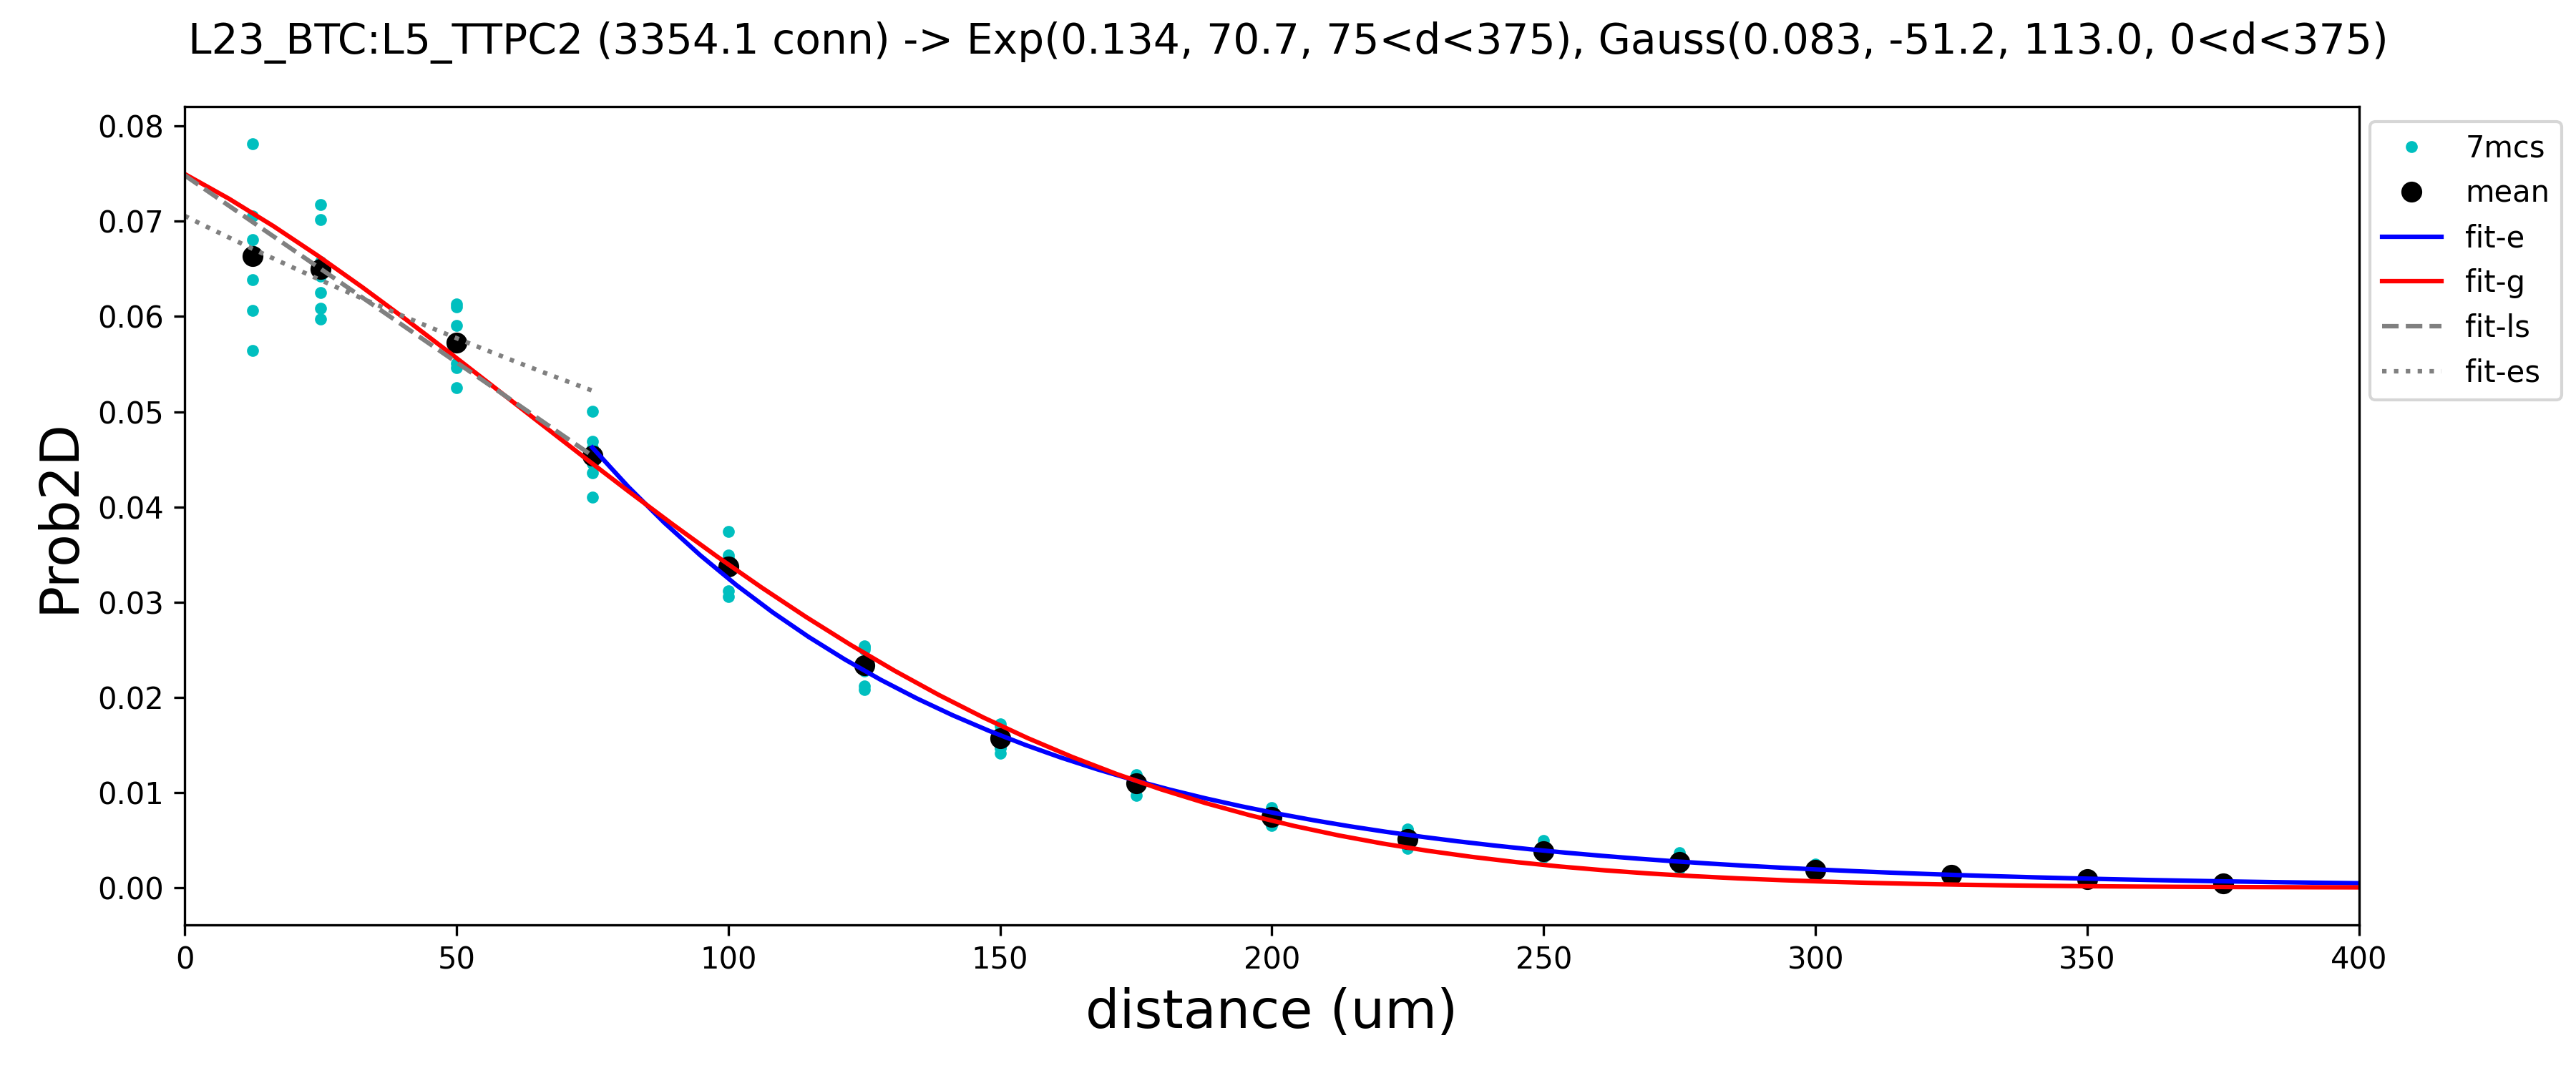 L23_BTC:L5_TTPC2 (3354.1 conn) -> Exp(0.134, 70.7, 75<d<375), Gauss(0.083, -51.2, 113.0, 0<d<375)
Prob2D
0.08
0.07
0.06
0.05
0.04
0.03
0.02
0.01
0.00
0 50 100 150 200 250 300 350 400
distance (um)
7mcs
mean
fit-e
fit-g
fit-ls
fit-es